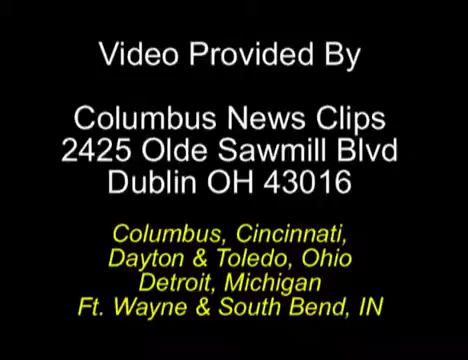 Video Provided By
Columbus News Clips
2425 Olde Sawmill Blvd
Dublin OH 43016
Columbus, Cincinnati,
Dayton & Toledo, Ohio
Detroit, Michigan
Ft. Wayne & South Bend, IN